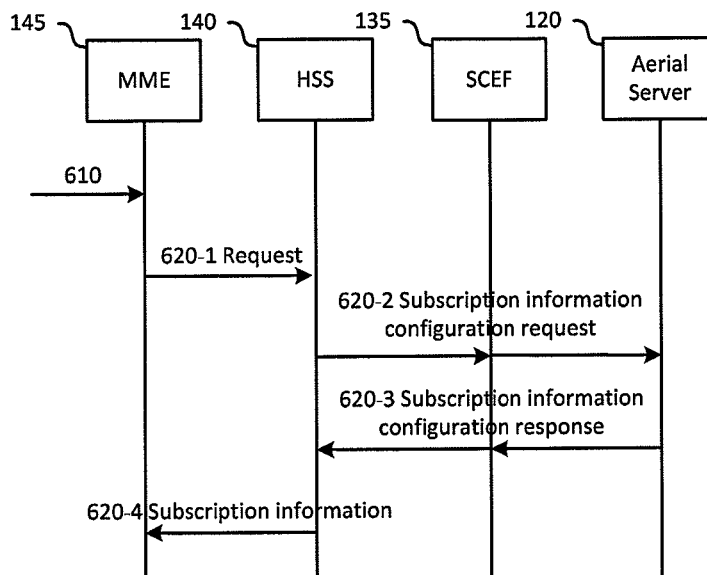 145
140
135
120
MME
HSS
SCEF
Aerial
Server
610
620-1 Request
620-2 Subscription information
configuration request
620-3 Subscription information
configuration response
620-4 Subscription information